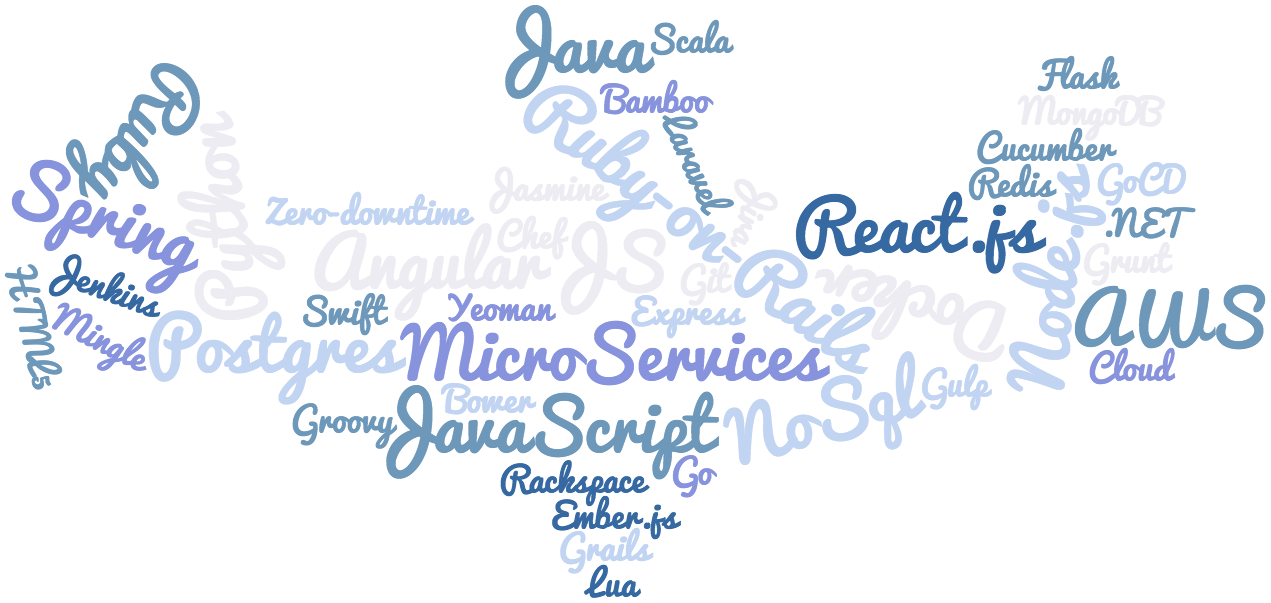 Java
Scala
Ruby
Bamboo
Flask
MongoDB
Python
Ruby-on-Rails
Laravel
Cucumber
Spring
Zero-downtime
Jasmine
Jira
React.js
Redis
Node.js
GoCD
.NET
Angular JS
Chef
Git
Docker
Grunt
HTML5
Jenkins
Mingle
Postgres
Swift
Yeoman
Express
MicroServices
AWS
Cloud
Groovy
Bower
JavaScript
NoSql
Gulp
Rackspace
Go
Ember.js
Grails
Lua